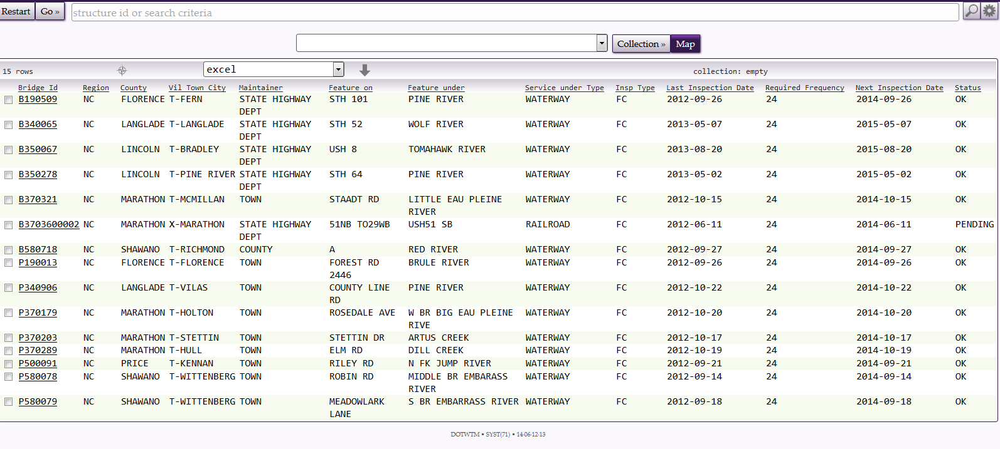 Restart Go » structure id or search criteria
Collection » Map
15 rows excel collection: empty
Bridge Id Region County Vil Town City Maintainer Feature on Feature under Service under Type Insp Type Last Inspection Date Required Frequency Next Inspection Date Status
B190509 NC FLORENCE T-FERN STATE HIGHWAY STH 101 PINE RIVER WATERWAY FC 2012-09-26 24 2014-09-26 OK
DEPT
B340065 NC LANGLADE T-LANGLADE STATE HIGHWAY STH 52 WOLF RIVER WATERWAY FC 2013-05-07 24 2015-05-07 OK
DEPT
B350067 NC LINCOLN T-BRADLEY STATE HIGHWAY USH 8 TOMAHAWK RIVER WATERWAY FC 2013-08-20 24 2015-08-20 OK
DEPT
B350278 NC LINCOLN T-PINE RIVER STATE HIGHWAY STH 64 PINE RIVER WATERWAY FC 2013-05-02 24 2015-05-02 OK
DEPT
B370321 NC MARATHON T-MCMILLAN TOWN STAADT RD LITTLE EAU PLEINE WATERWAY FC 2012-10-15 24 2014-10-15 OK
RIVER
B3703600002 NC MARATHON X-MARATHON STATE HIGHWAY 51NB TO29WB USH51 SB RAILROAD FC 2012-06-11 24 2014-06-11 PENDING
DEPT
B580718 NC SHAWANO T-RICHMOND COUNTY A RED RIVER WATERWAY FC 2012-09-27 24 2014-09-27 OK
P190013 NC FLORENCE T-FLORENCE TOWN FOREST RD BRULE RIVER WATERWAY FC 2012-09-26 24 2014-09-26 OK
2446
P340906 NC LANGLADE T-VILAS TOWN COUNTY LINE PINE RIVER WATERWAY FC 2012-10-22 24 2014-10-22 OK
RD
P370179 NC MARATHON T-HOLTON TOWN ROSEDALE AVE W BR BIG EAU PLEINE WATERWAY FC 2012-10-20 24 2014-10-20 OK
RIVE
P370203 NC MARATHON T-STETTIN TOWN STETTIN DR ARTUS CREEK WATERWAY FC 2012-10-17 24 2014-10-17 OK
P370289 NC MARATHON T-HULL TOWN ELM RD DILL CREEK WATERWAY FC 2012-10-19 24 2014-10-19 OK
P500091 NC PRICE T-KENNAN TOWN RILEY RD N FK JUMP RIVER WATERWAY FC 2012-09-21 24 2014-09-21 OK
P580078 NC SHAWANO T-WITTENBERG TOWN ROBIN RD MIDDLE BR EMBARASS WATERWAY FC 2012-09-14 24 2014-09-14 OK
RIVER
P580079 NC SHAWANO T-WITTENBERG TOWN MEADOWLARK S BR EMBARRASS RIVER WATERWAY FC 2012-09-18 24 2014-09-18 OK
LANE
DOTWTM • SYST(71) • 14-06-12-13